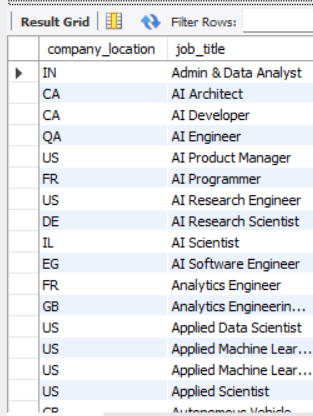 Result Grid Filter Rows:
company_location job_title
IN Admin & Data Analyst
CA AI Architect
CA AI Developer
QA AI Engineer
US AI Product Manager
FR AI Programmer
US AI Research Engineer
DE AI Research Scientist
IL AI Scientist
EG AI Software Engineer
FR Analytics Engineer
GB Analytics Engineerin...
US Applied Data Scientist
US Applied Machine Lear...
US Applied Machine Lear...
US Applied Scientist
Autonomous Vehicle